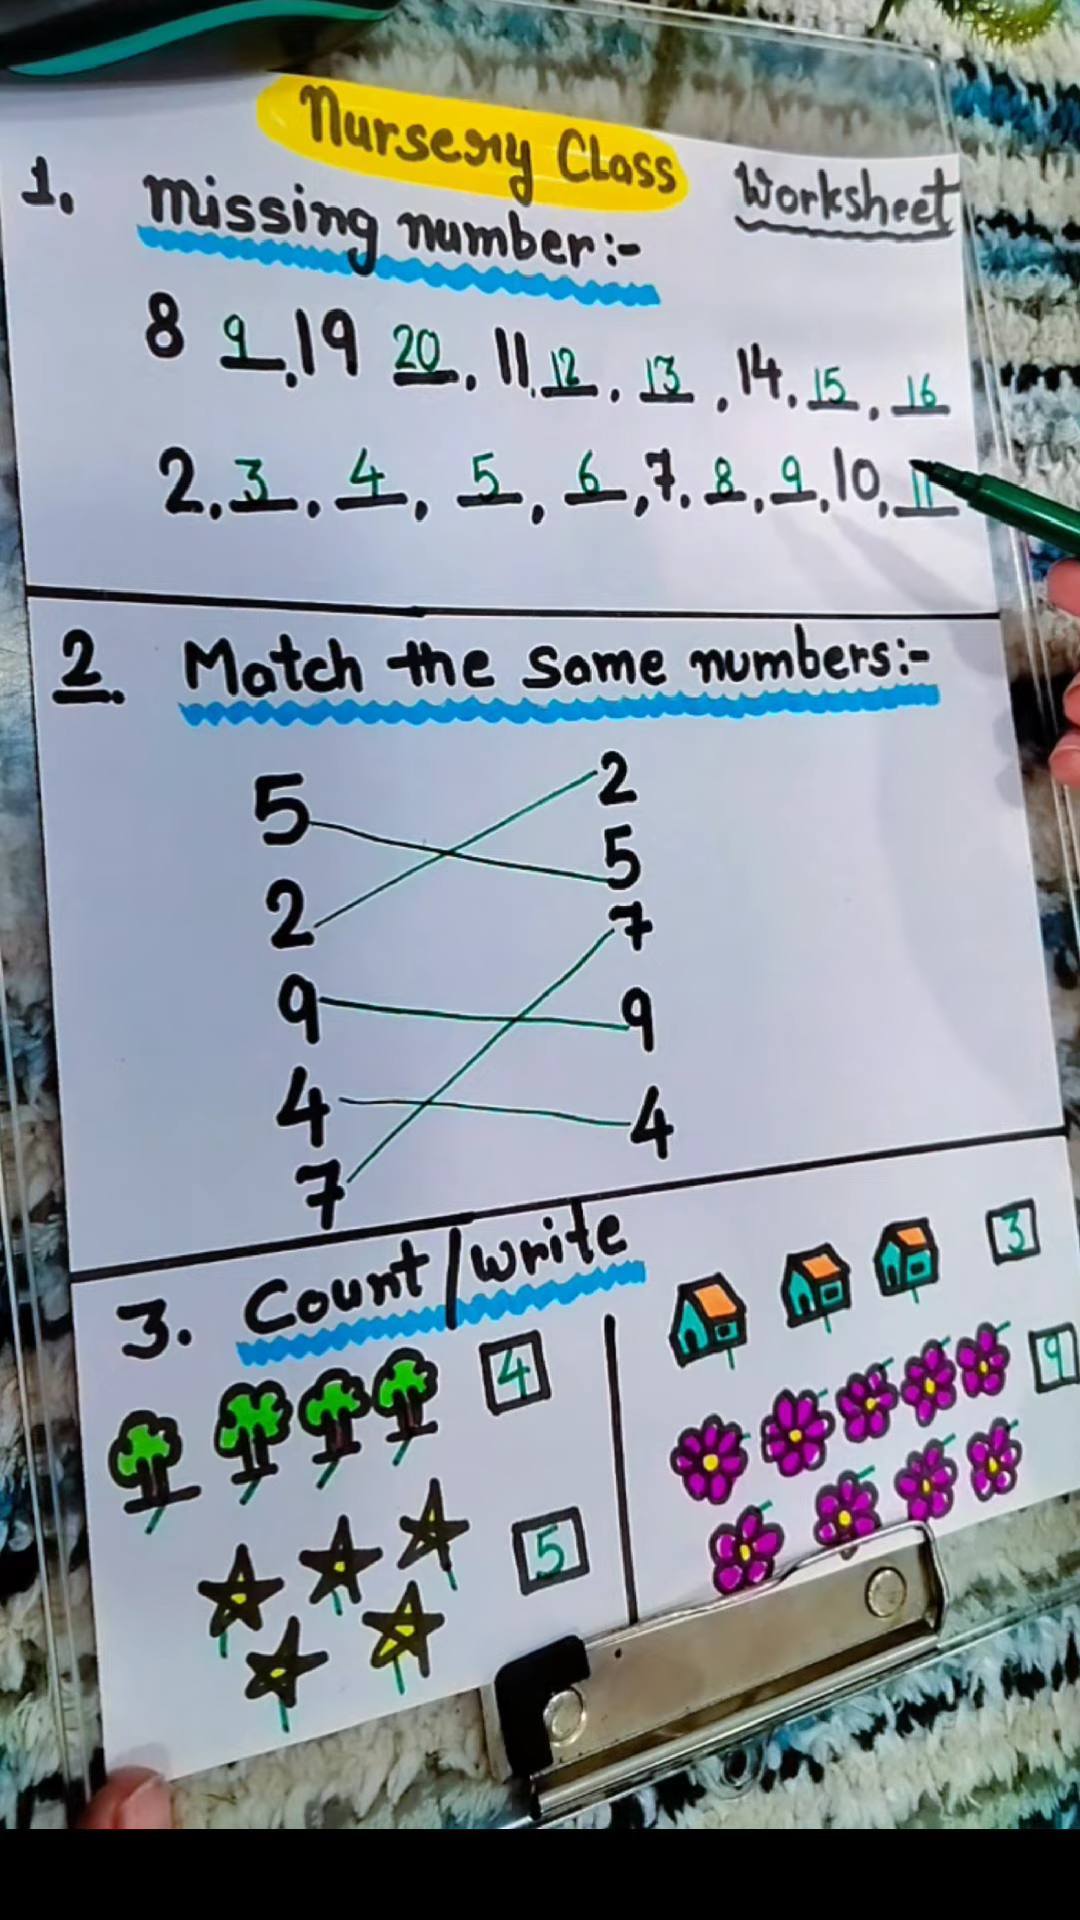 Nursery Class
Worksheet
1. Missing number:-
8 9, 19 20, 11, 12, 13, 14, 15, 16
2, 3, 4, 5, 6, 7, 8, 9, 10, 11
2. Match the same numbers:-
5 2
2 5
9 7
4 9
7 4
3. Count/write
3
4
9
5